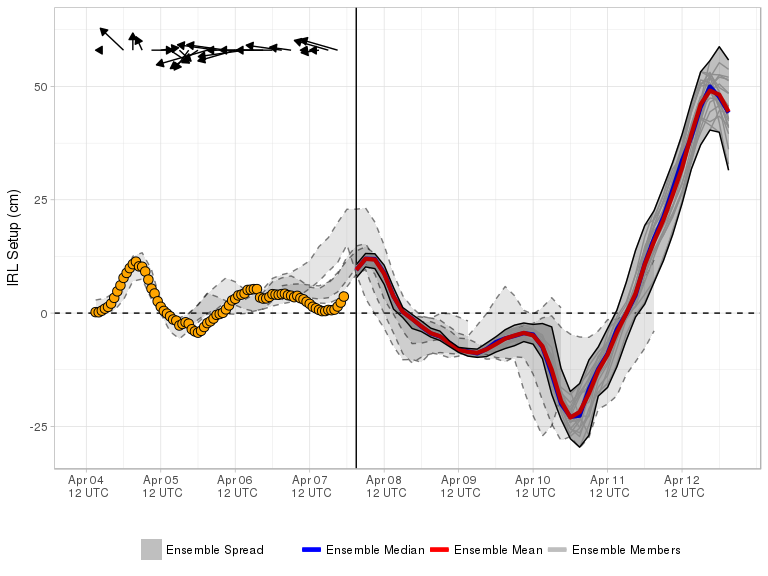 50
25
0
-25
IRL Setup (cm)
Apr 04 Apr 05 Apr 06 Apr 07 Apr 08 Apr 09 Apr 10 Apr 11 Apr 12
12 UTC 12 UTC 12 UTC 12 UTC 12 UTC 12 UTC 12 UTC 12 UTC 12 UTC
Ensemble Spread Ensemble Median Ensemble Mean Ensemble Members